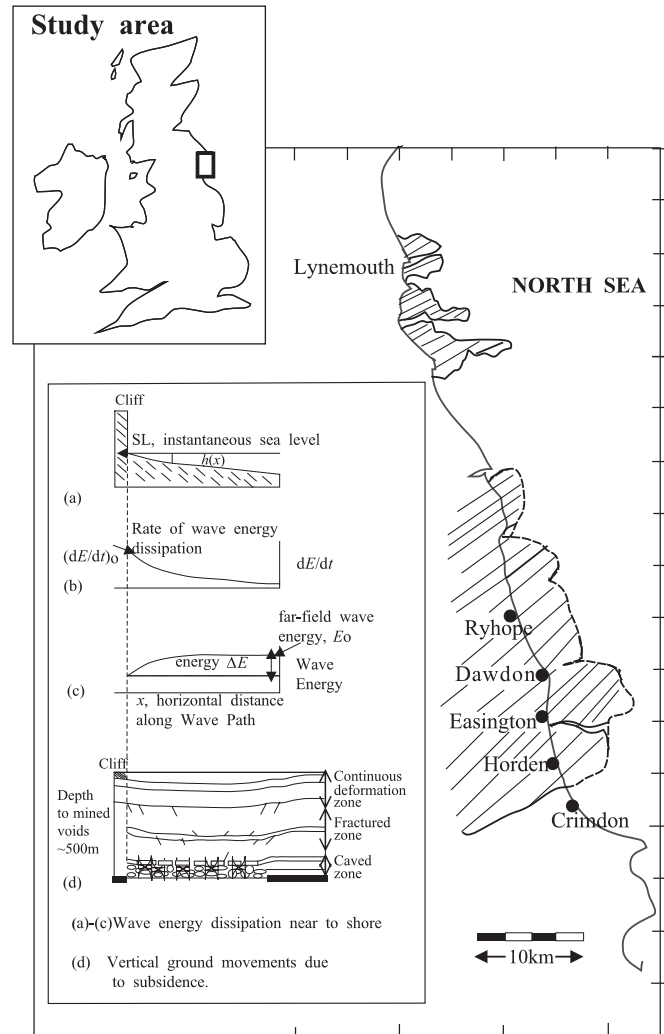 Study area
Lynemouth
NORTH SEA
Ryhope
Dawdon
Easington
Horden
Crimdon
10km
Cliff
SL, instantaneous sea level
h(x)
(a)
Rate of wave energy
dissipation
(dE/dt)o
dE/dt
(b)
far-field wave
energy, Eo
energy ΔE
Wave
Energy
(c)
x, horizontal distance
along Wave Path
Cliff
Depth
to mined
voids
~500m
Continuous
deformation
zone
Fractured
zone
Caved
zone
(d)
(a)-(c)Wave energy dissipation near to shore
(d) Vertical ground movements due
to subsidence.